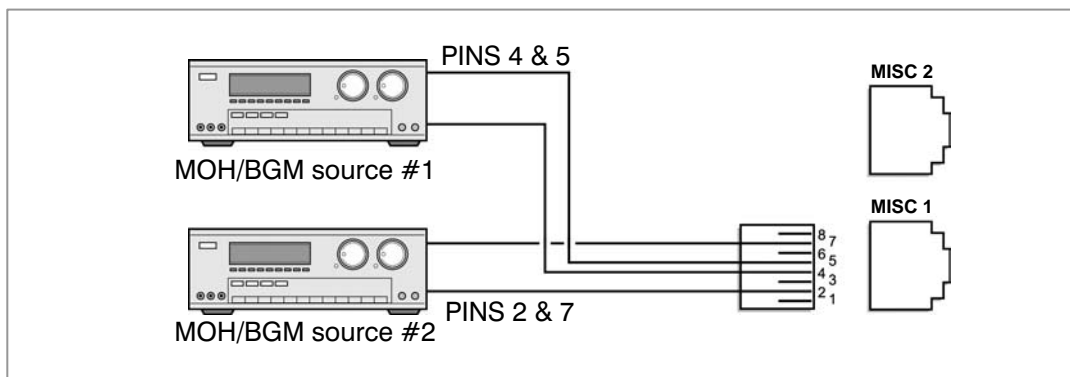 PINS 4 & 5
MOH/BGM source #1
MISC 2
MISC 1
8
7
6
5
4
3
2
1
PINS 2 & 7
MOH/BGM source #2